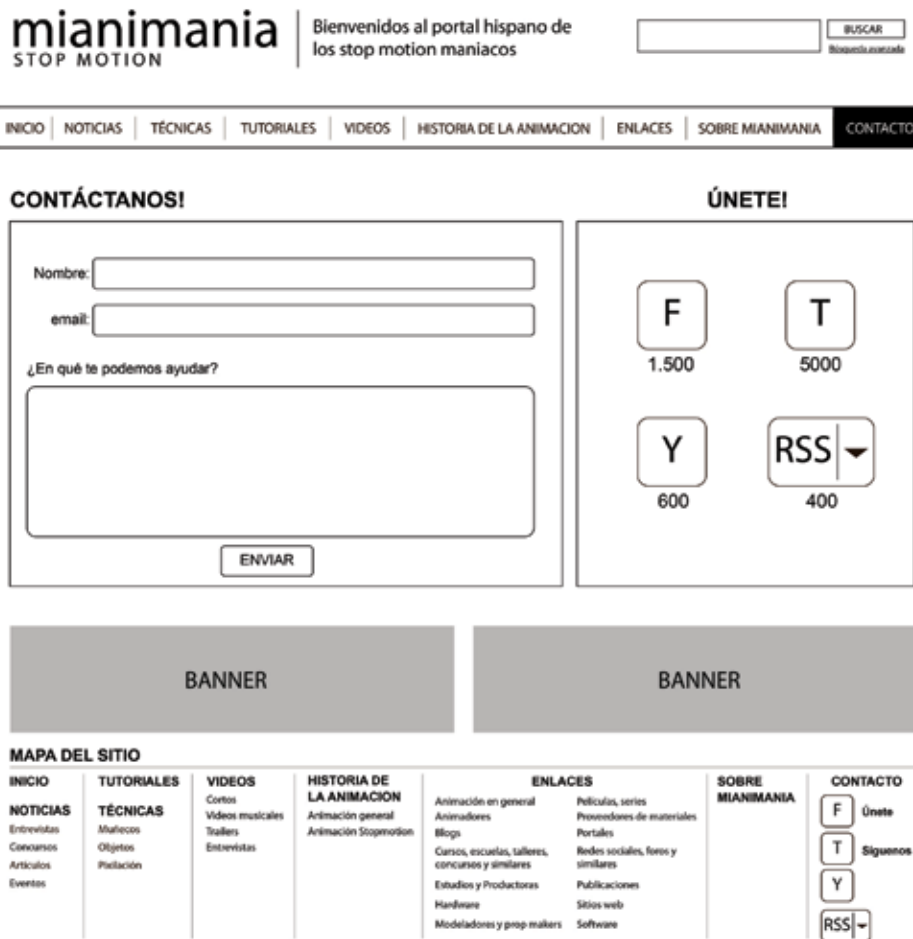 mianimania
STOP MOTION
Bienvenidos al portal hispano de
los stop motion maniacos
BUSCAR
Búsqueda avanzada
INICIO
NOTICIAS
TÉCNICAS
TUTORIALES
VIDEOS
HISTORIA DE LA ANIMACION
ENLACES
SOBRE MIANIMANIA
CONTACTO
CONTÁCTANOS!
Nombre:
email:
¿En qué te podemos ayudar?
ENVIAR
ÚNETE!
F
1.500
T
5000
Y
600
RSS
400
BANNER
BANNER
MAPA DEL SITIO
INICIO
NOTICIAS
Entrevistas
Concursos
Artículos
Eventos
TUTORIALES
TÉCNICAS
Muñecos
Objetos
Pixilación
VIDEOS
Cortos
Videos musicales
Trailers
Entrevistas
HISTORIA DE
LA ANIMACION
Animación general
Animación Stopmotion
ENLACES
Animación en general
Animadores
Blogs
Cursos, escuelas, talleres,
concursos y similares
Estudios y Productoras
Hardware
Modeladores y prop makers
Películas, series
Proveedores de materiales
Portales
Redes sociales, foros y
similares
Publicaciones
Sitios web
Software
SOBRE
MIANIMANIA
CONTACTO
F Únete
T Síguenos
Y
RSS